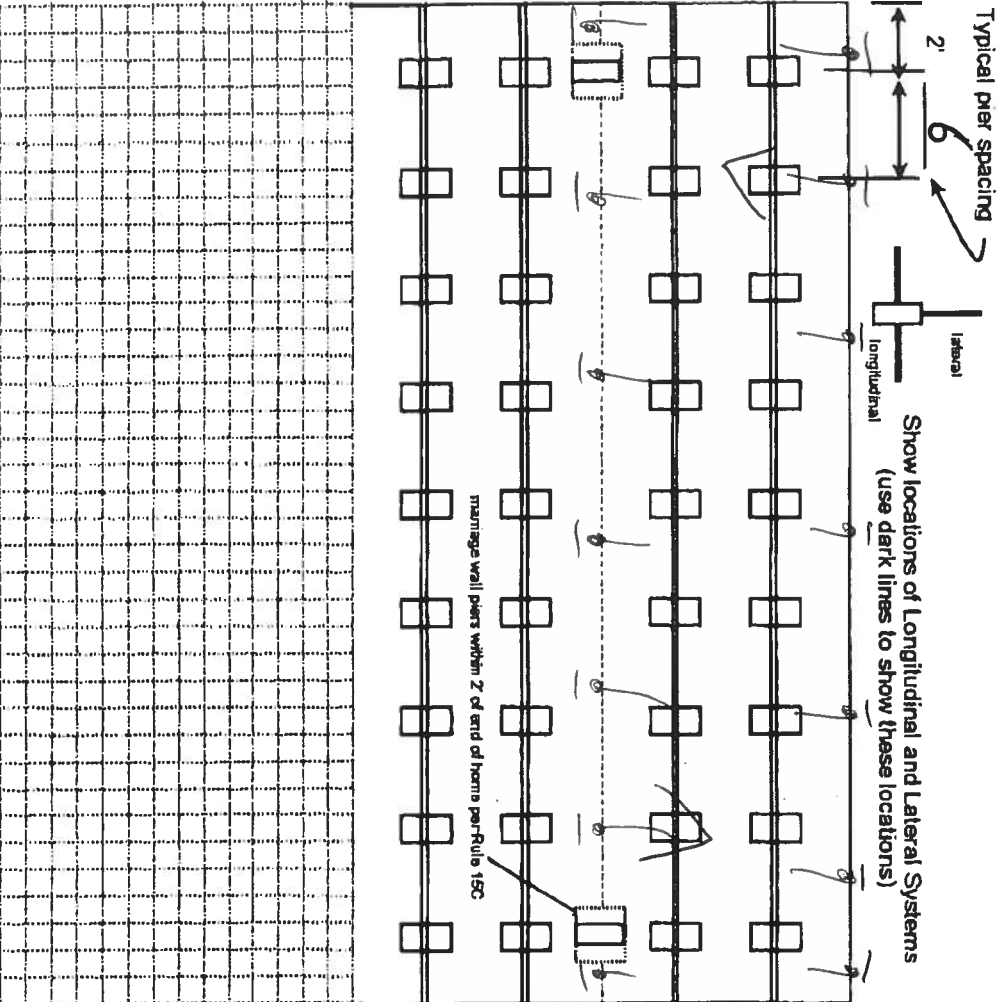 Typical pier spacing
2'
6
lateral
longitudinal
Show locations of Longitudinal and Lateral Systems
(use dark lines to show these locations)
marriage wall piers within 2' of end of home per Rule 15C